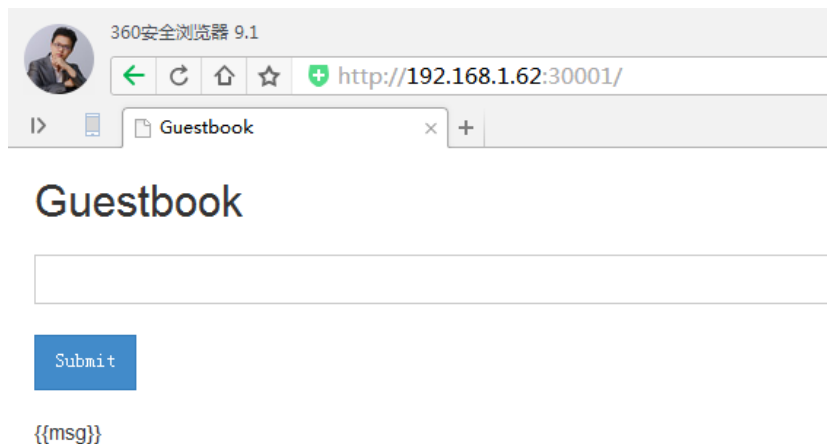 360安全浏览器 9.1
http://192.168.1.62:30001/
Guestbook
Guestbook
Submit
{{msg}}